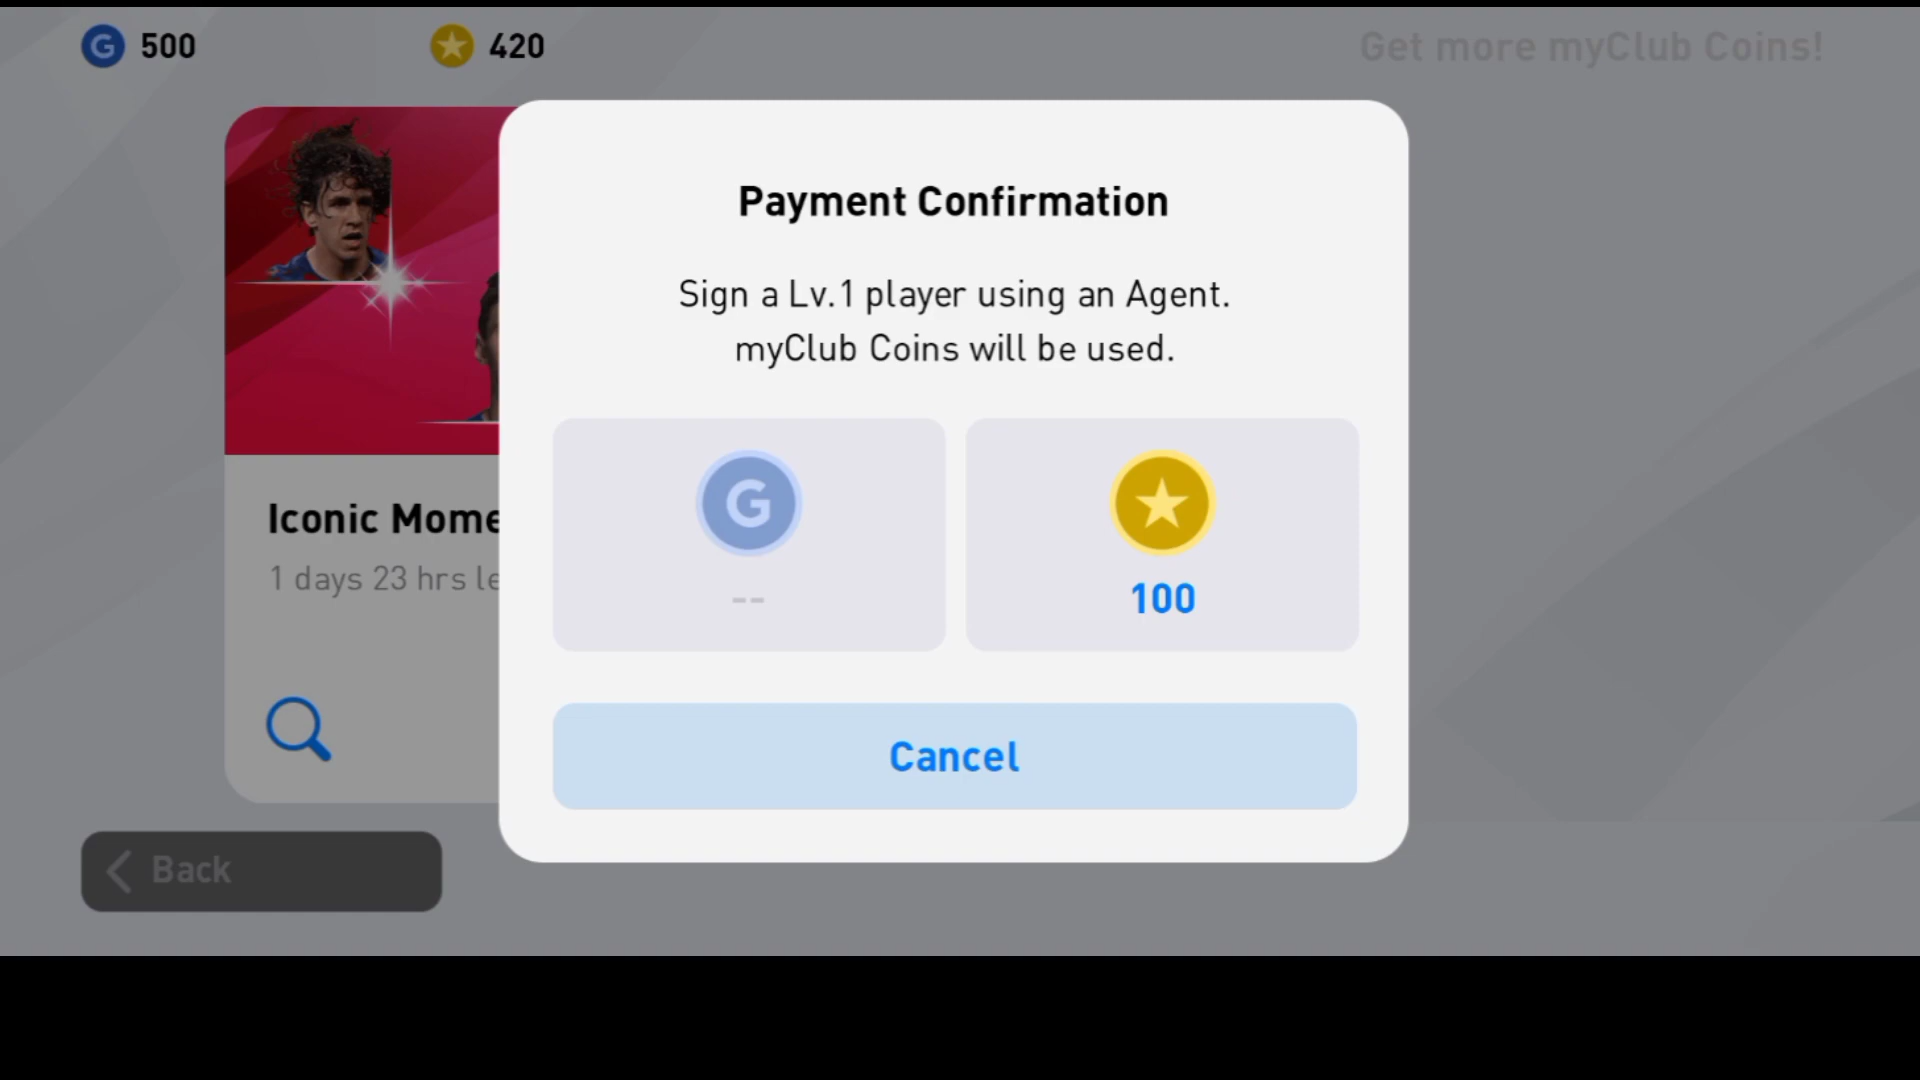 G 500
420
Get more myClub Coins!
Payment Confirmation
Sign a Lv.1 player using an Agent.
myClub Coins will be used.
G
--
100
Iconic Mome
1 days 23 hrs le
Cancel
Back